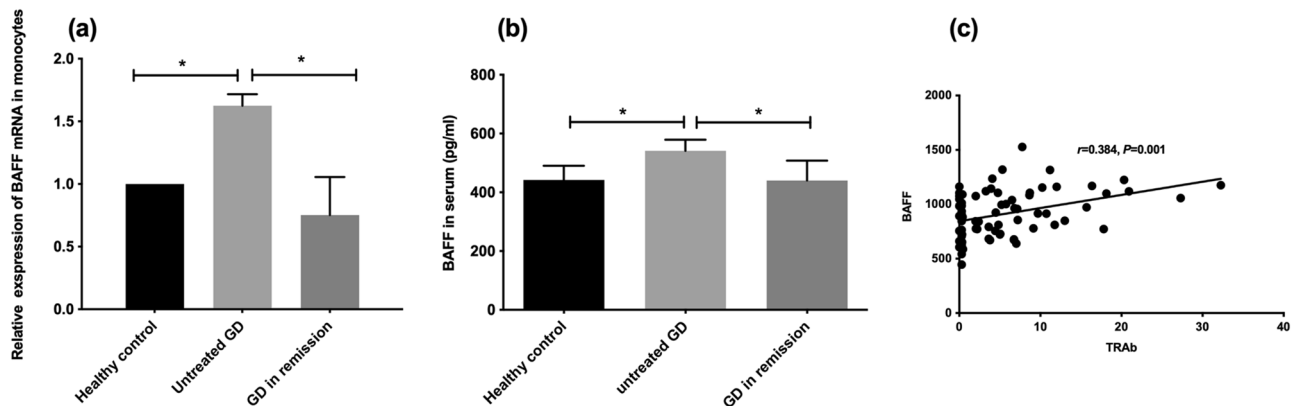 (a)
Relative exspression of BAFF mRNA in monocytes
2.0
1.5
1.0
0.5
0.0
*
*
Healthy control
Untreated GD
GD in remission
(b)
BAFF in serum (pg/ml)
800
600
400
200
0
*
*
Healthy control
untreated GD
GD in remission
(c)
BAFF
2000
1500
1000
500
0
r=0.384, P=0.001
0
10
20
30
40
TRAb